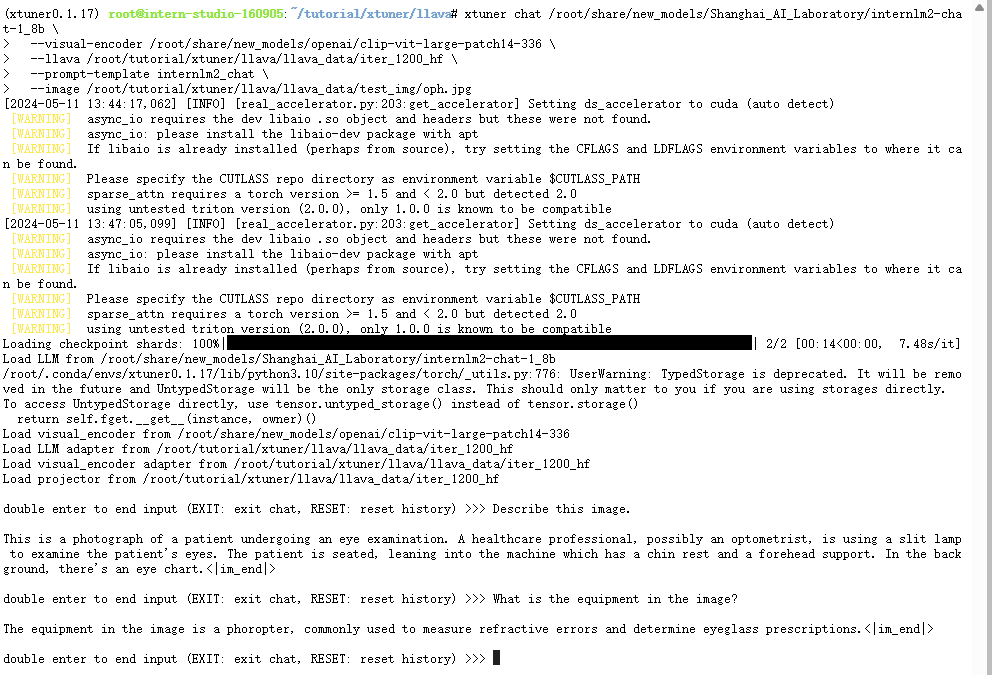 (xtuner0.1.17) root@intern-studio-160905:~/tutorial/xtuner/llava# xtuner chat /root/share/new_models/Shanghai_AI_Laboratory/internlm2-cha
t-1_8b \
>   --visual-encoder /root/share/new_models/openai/clip-vit-large-patch14-336 \
>   --llava /root/tutorial/xtuner/llava/llava_data/iter_1200_hf \
>   --prompt-template internlm2_chat \
>   --image /root/tutorial/xtuner/llava/llava_data/test_img/oph.jpg
[2024-05-11 13:44:17,062] [INFO] [real_accelerator.py:203:get_accelerator] Setting ds_accelerator to cuda (auto detect)
[WARNING]  async_io requires the dev libaio .so object and headers but these were not found.
[WARNING]  async_io: please install the libaio-dev package with apt
[WARNING]  If libaio is already installed (perhaps from source), try setting the CFLAGS and LDFLAGS environment variables to where it ca
n be found.
[WARNING]  Please specify the CUTLASS repo directory as environment variable $CUTLASS_PATH
[WARNING]  sparse_attn requires a torch version >= 1.5 and < 2.0 but detected 2.0
[WARNING]  using untested triton version (2.0.0), only 1.0.0 is known to be compatible
[2024-05-11 13:47:05,099] [INFO] [real_accelerator.py:203:get_accelerator] Setting ds_accelerator to cuda (auto detect)
[WARNING]  async_io requires the dev libaio .so object and headers but these were not found.
[WARNING]  async_io: please install the libaio-dev package with apt
[WARNING]  If libaio is already installed (perhaps from source), try setting the CFLAGS and LDFLAGS environment variables to where it ca
n be found.
[WARNING]  Please specify the CUTLASS repo directory as environment variable $CUTLASS_PATH
[WARNING]  sparse_attn requires a torch version >= 1.5 and < 2.0 but detected 2.0
[WARNING]  using untested triton version (2.0.0), only 1.0.0 is known to be compatible
Loading checkpoint shards: 100%| | 2/2 [00:14<00:00,  7.48s/it]
Load LLM from /root/share/new_models/Shanghai_AI_Laboratory/internlm2-chat-1_8b
/root/.conda/envs/xtuner0.1.17/lib/python3.10/site-packages/torch/_utils.py:776: UserWarning: TypedStorage is deprecated. It will be remo
ved in the future and UntypedStorage will be the only storage class. This should only matter to you if you are using storages directly.
To access UntypedStorage directly, use tensor.untyped_storage() instead of tensor.storage()
  return self.fget.__get__(instance, owner)()
Load visual_encoder from /root/share/new_models/openai/clip-vit-large-patch14-336
Load LLM adapter from /root/tutorial/xtuner/llava/llava_data/iter_1200_hf
Load visual_encoder adapter from /root/tutorial/xtuner/llava/llava_data/iter_1200_hf
Load projector from /root/tutorial/xtuner/llava/llava_data/iter_1200_hf
double enter to end input (EXIT: exit chat, RESET: reset history) >>> Describe this image.
This is a photograph of a patient undergoing an eye examination. A healthcare professional, possibly an optometrist, is using a slit lamp
 to examine the patient's eyes. The patient is seated, leaning into the machine which has a chin rest and a forehead support. In the back
ground, there's an eye chart.<|im_end|>
double enter to end input (EXIT: exit chat, RESET: reset history) >>> What is the equipment in the image?
The equipment in the image is a phoropter, commonly used to measure refractive errors and determine eyeglass prescriptions.<|im_end|>
double enter to end input (EXIT: exit chat, RESET: reset history) >>>